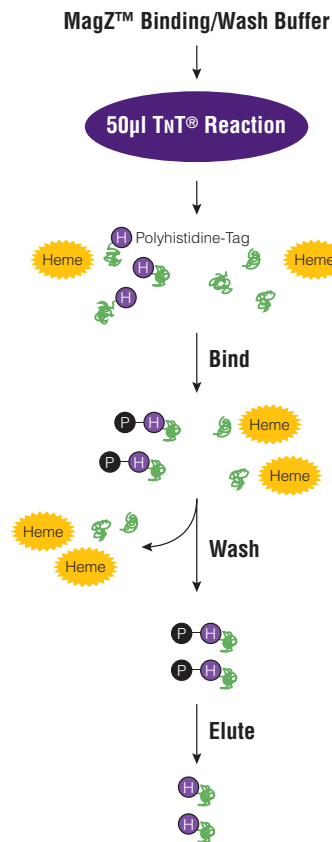 MagZ™ Binding/Wash Buffer
50µl TNT® Reaction
H Polyhistidine-Tag
Heme
H
Heme
H
Bind
P H
Heme
P H
Heme
Heme
Wash
Heme
P H
P H
Elute
H
H